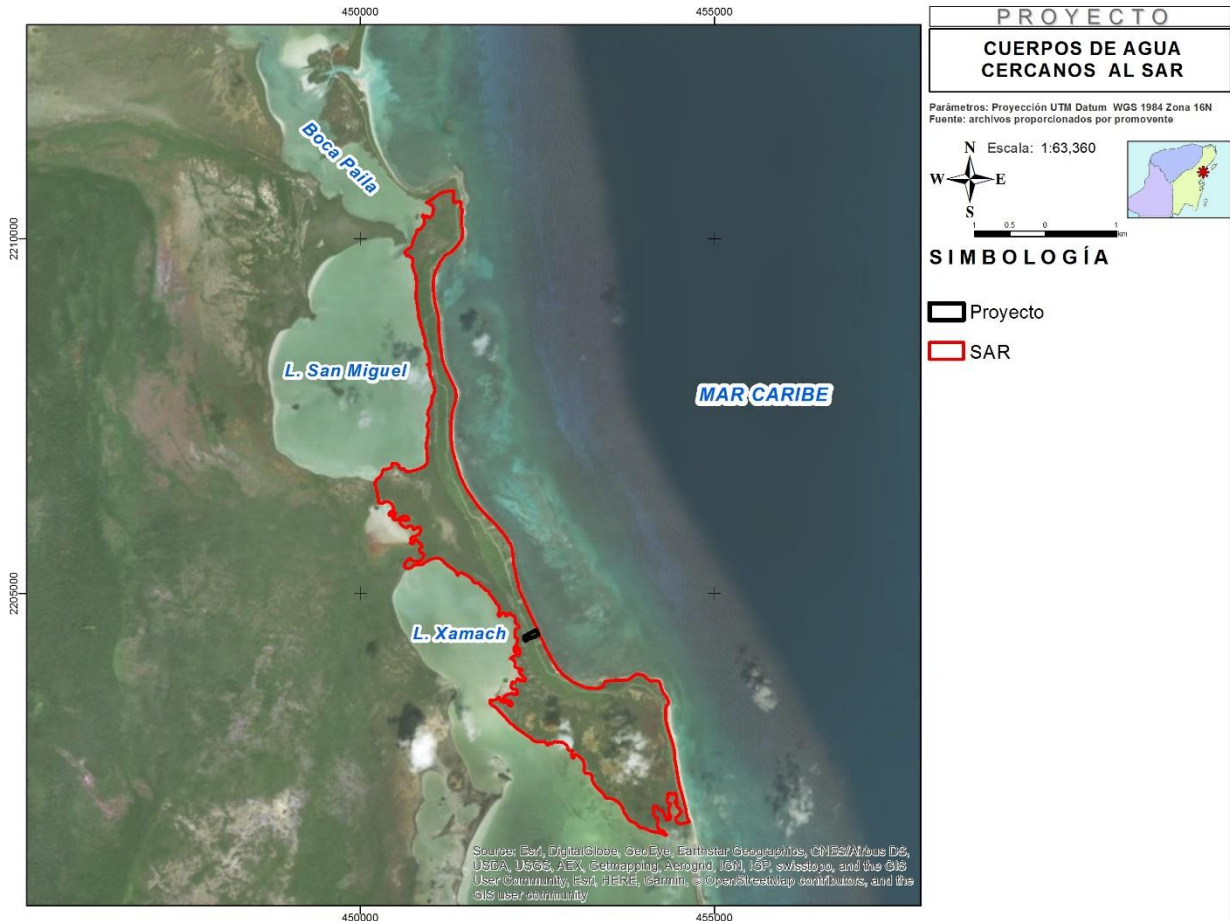 450000
455000
2210000
2205000
Boca Paila
L. San Miguel
L. Xamach
MAR CARIBE
Source: Esri, DigitalGlobe, GeoEye, Earthstar Geographics, CNES/Airbus DS,
USDA, USGS, AEX, Getmapping, Aerogrid, IGN, IGP, swisstopo, and the GIS
User Community, Esri, HERE, Garmin, © OpenStreetMap contributors, and the
GIS user community
450000
455000
PROYECTO
CUERPOS DE AGUA
CERCANOS AL SAR
Parámetros: Proyección UTM Datum WGS 1984 Zona 16N
Fuente: archivos proporcionados por promovente
N
Escala: 1:63,360
W
E
S
1 0.5 0 1
km
SIMBOLOGÍA
Proyecto
SAR